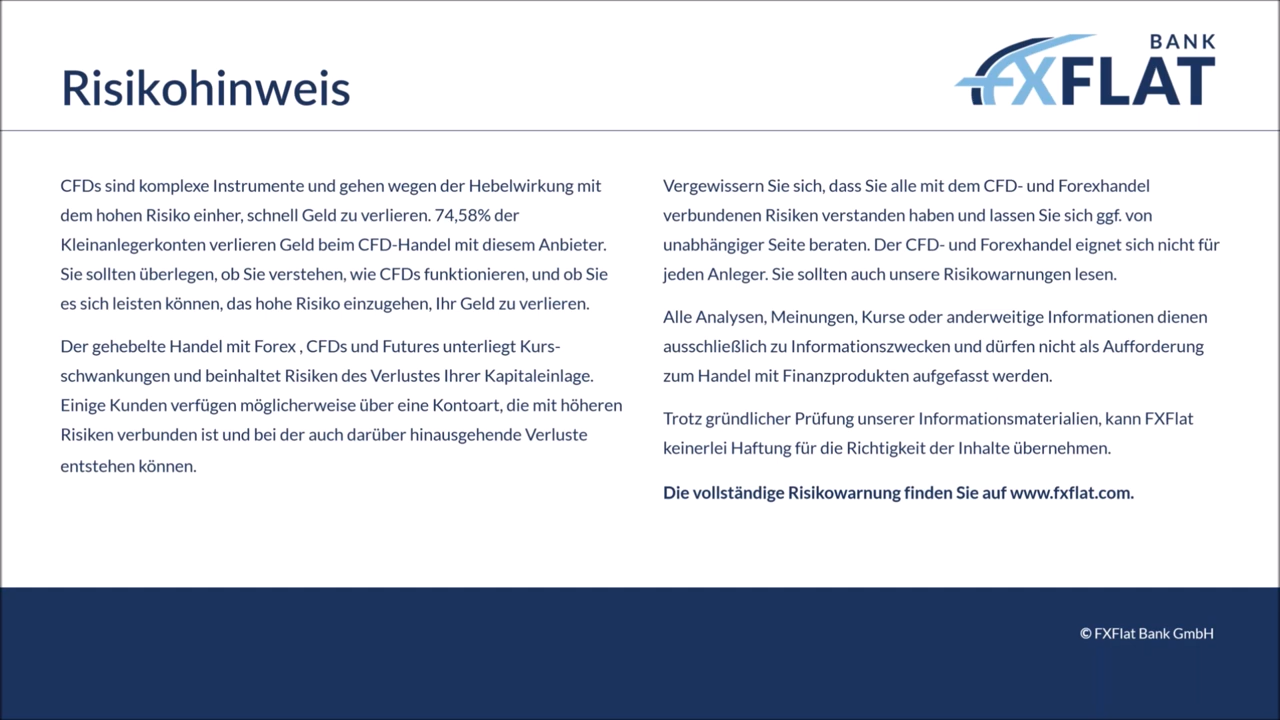 Risikohinweis
BANK
FXFLAT
CFDs sind komplexe Instrumente und gehen wegen der Hebelwirkung mit
dem hohen Risiko einher, schnell Geld zu verlieren. 74,58% der
Kleinanlegerkonten verlieren Geld beim CFD-Handel mit diesem Anbieter.
Sie sollten überlegen, ob Sie verstehen, wie CFDs funktionieren, und ob Sie
es sich leisten können, das hohe Risiko einzugehen, Ihr Geld zu verlieren.
Der gehebelte Handel mit Forex , CFDs und Futures unterliegt Kurs-
schwankungen und beinhaltet Risiken des Verlustes Ihrer Kapitaleinlage.
Einige Kunden verfügen möglicherweise über eine Kontoart, die mit höheren
Risiken verbunden ist und bei der auch darüber hinausgehende Verluste
entstehen können.
Vergewissern Sie sich, dass Sie alle mit dem CFD- und Forexhandel
verbundenen Risiken verstanden haben und lassen Sie sich ggf. von
unabhängiger Seite beraten. Der CFD- und Forexhandel eignet sich nicht für
jeden Anleger. Sie sollten auch unsere Risikowarnungen lesen.
Alle Analysen, Meinungen, Kurse oder anderweitige Informationen dienen
ausschließlich zu Informationszwecken und dürfen nicht als Aufforderung
zum Handel mit Finanzprodukten aufgefasst werden.
Trotz gründlicher Prüfung unserer Informationsmaterialien, kann FXFlat
keinerlei Haftung für die Richtigkeit der Inhalte übernehmen.
Die vollständige Risikowarnung finden Sie auf www.fxflat.com.
© FXFlat Bank GmbH